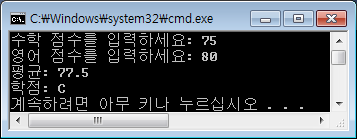 C:\Windows\system32\cmd.exe
수학 점수를 입력하세요: 75
영어 점수를 입력하세요: 80
평균: 77.5
학점: C
계속하려면 아무 키나 누르십시오 . . .